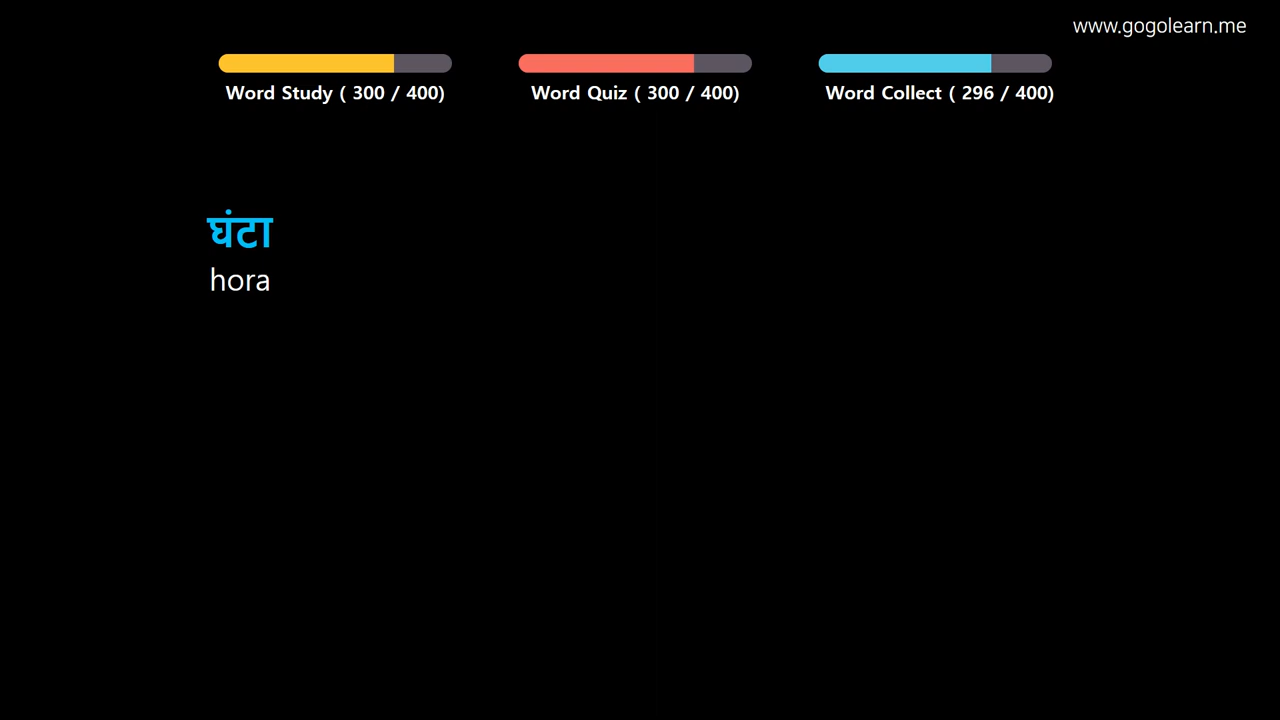 www.gogolearn.me
Word Study ( 300 / 400)
Word Quiz ( 300 / 400)
Word Collect ( 296 / 400)
घंटा
hora